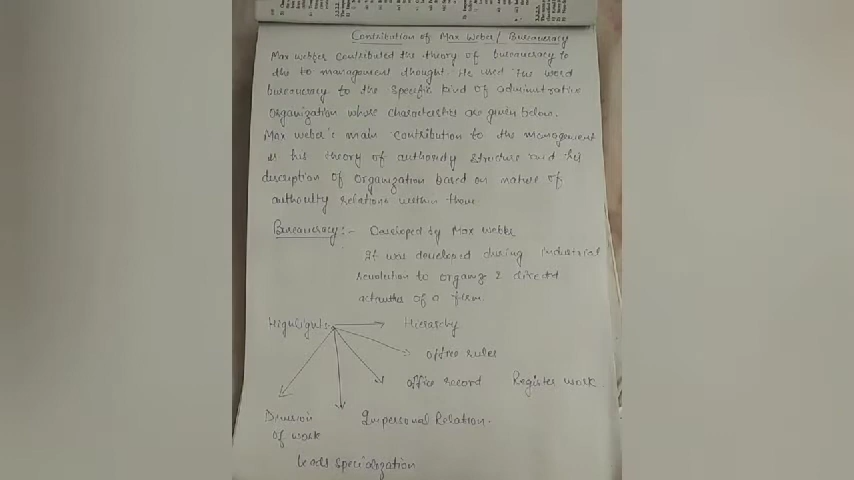 Contribution of Max Weber/ Bureaucracy
Max webber contributed the theory of bureaucracy to
the to management thought. He used the word
bureaucracy to the specific kind of administrative
organization whose characteristics are given below.
Max weber's main contribution to the management
is his theory of authority structure and his
description of organization based on nature of
authority relations within them
Bureaucracy:- Developed by Max Webbe
It was developed during industrial
revolution to organize & direct
of a firm.
Highlights Hierarchy
office rules
office record Register work.
Division Impersonal Relation.
of work
leads specialization